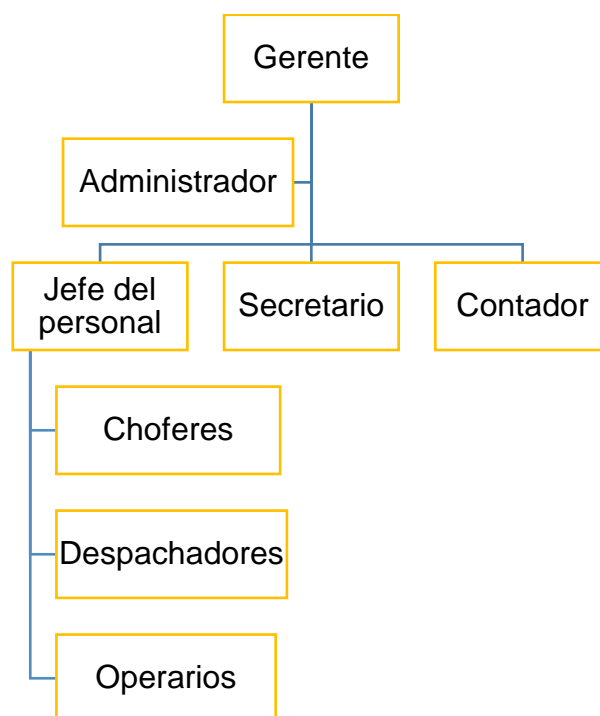 Gerente
Administrador
Jefe del
personal
Secretario
Contador
Choferes
Despachadores
Operarios